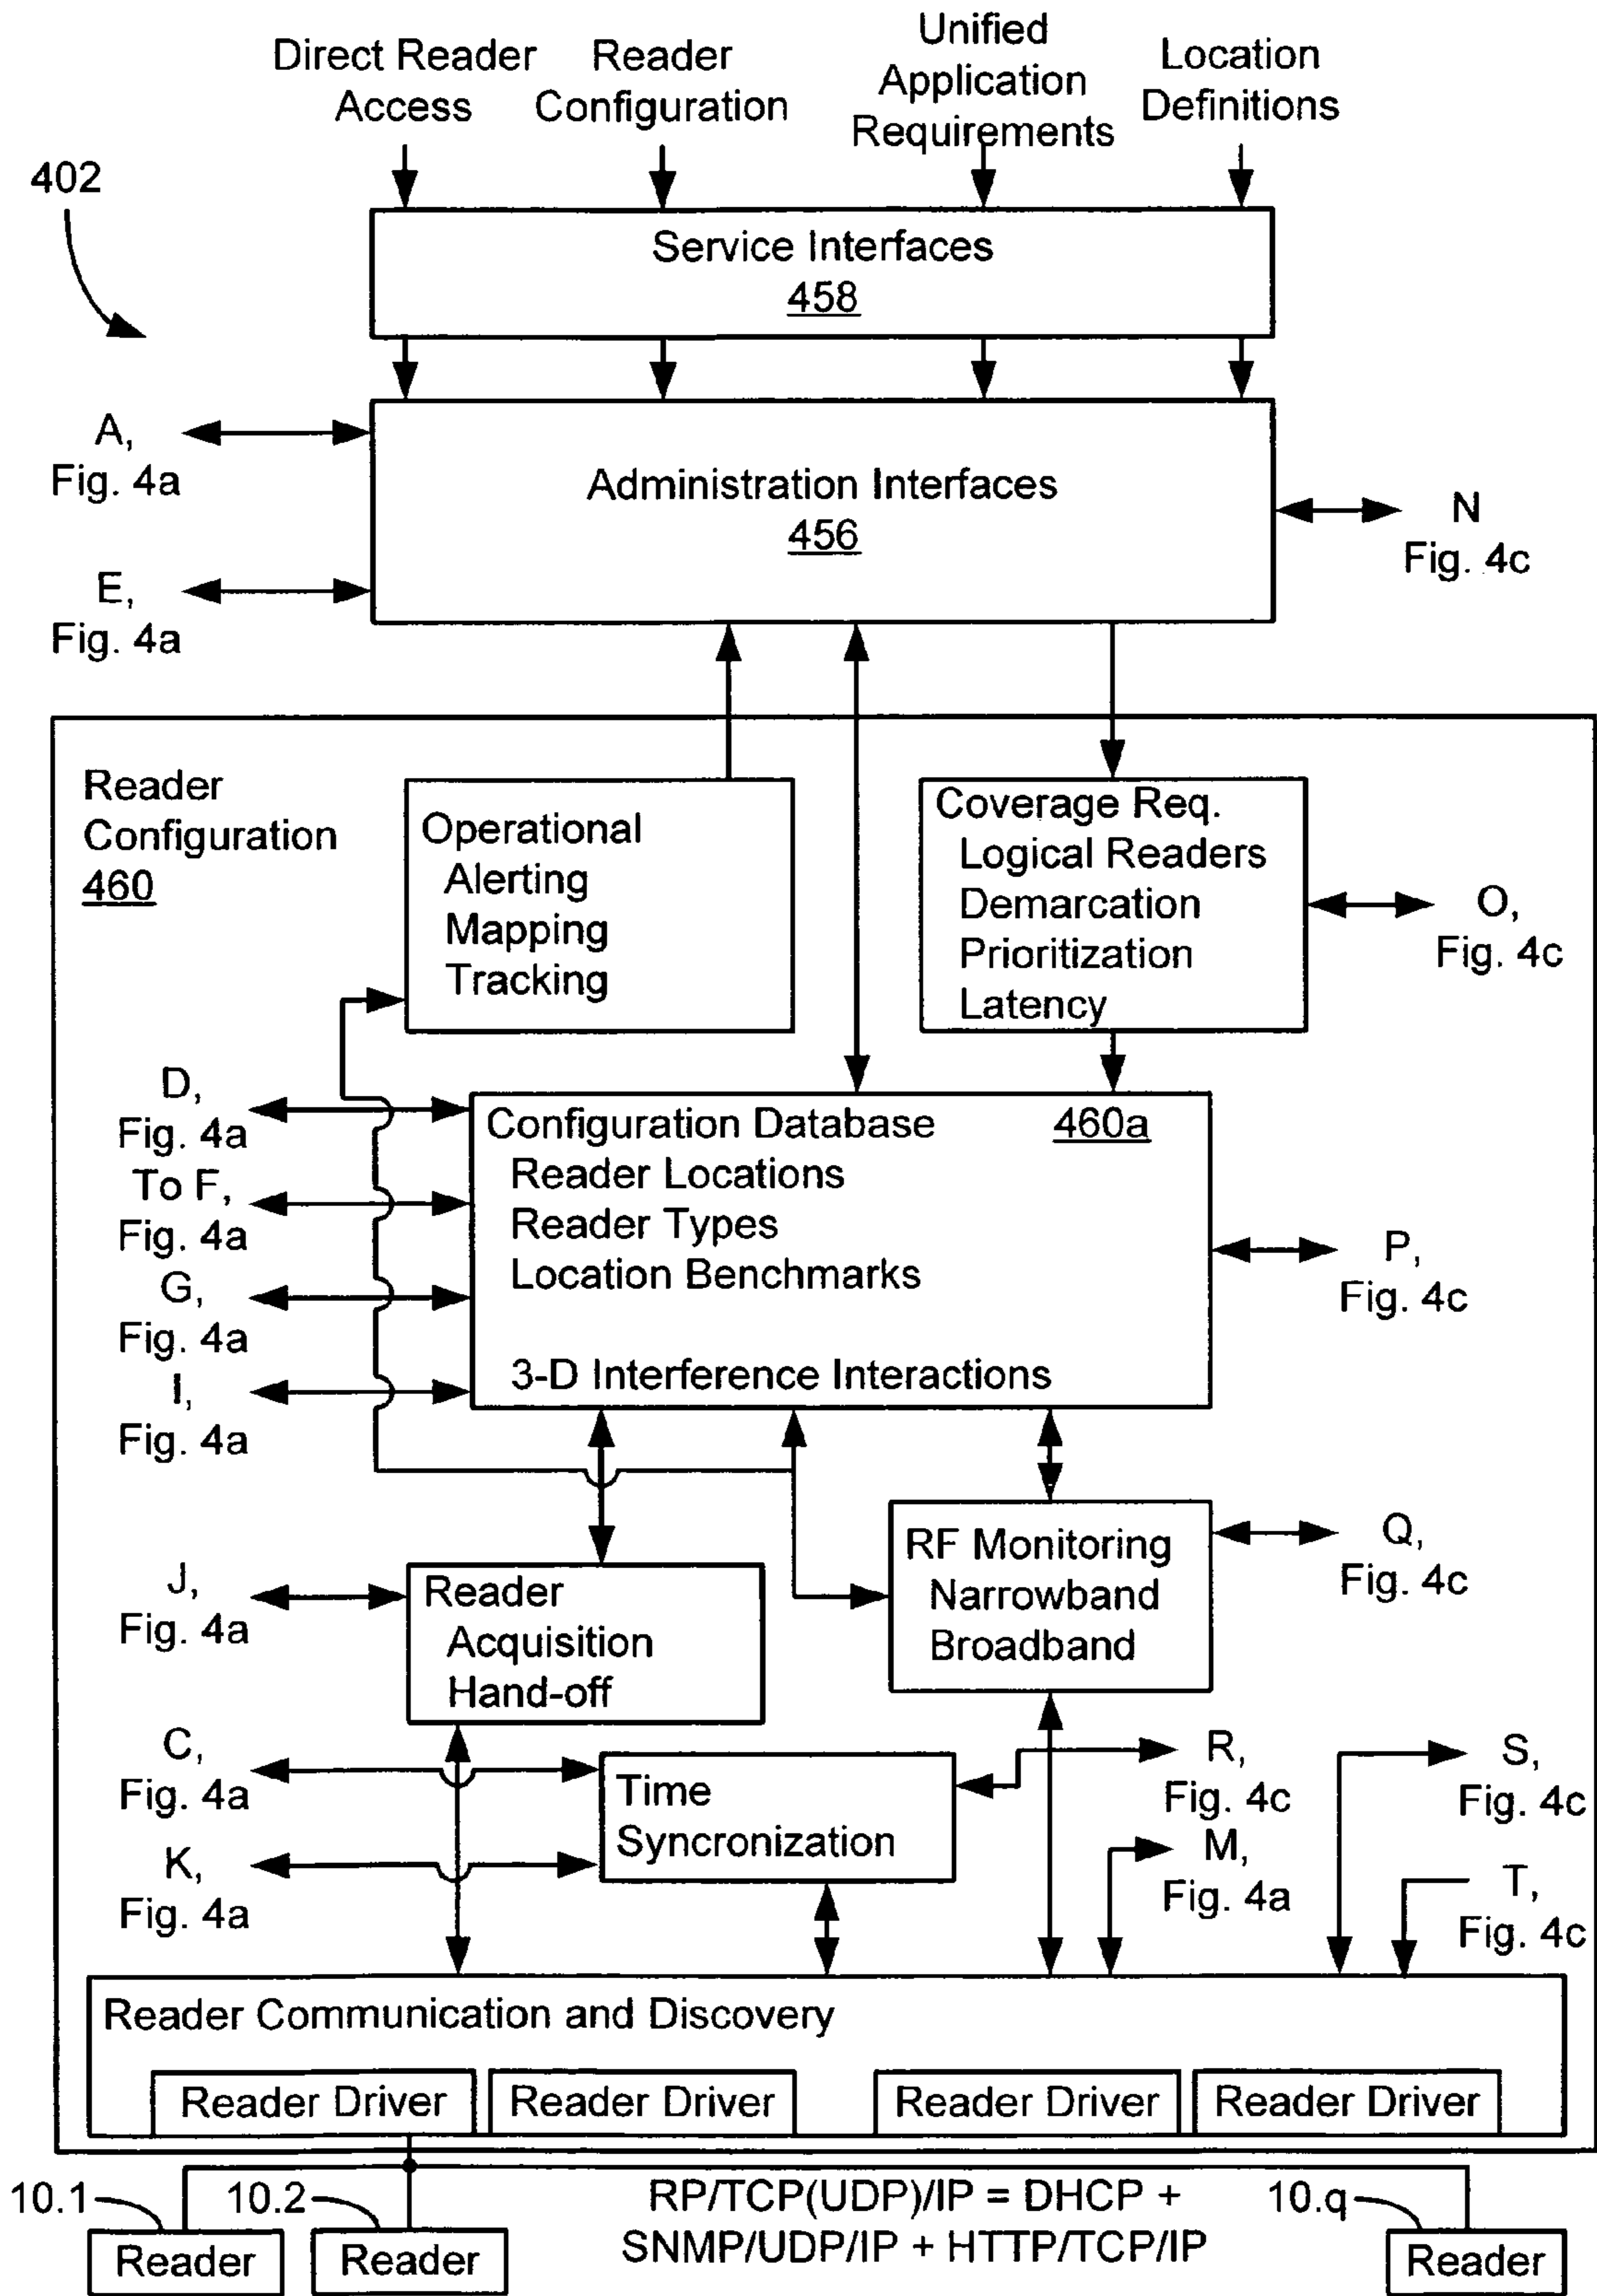 Direct Reader
Access
Reader
Configuration
Unified
Application
Requirements
Location
Definitions
402
Service Interfaces
458
A,
Fig. 4a
Administration Interfaces
456
N
Fig. 4c
E,
Fig. 4a
Reader
Configuration
460
Operational
Alerting
Mapping
Tracking
Coverage Req.
Logical Readers
Demarcation
Prioritization
Latency
O,
Fig. 4c
D,
Fig. 4a
To F,
Fig. 4a
G,
Fig. 4a
I,
Fig. 4a
Configuration Database 460a
Reader Locations
Reader Types
Location Benchmarks
3-D Interference Interactions
P,
Fig. 4c
J,
Fig. 4a
Reader
Acquisition
Hand-off
RF Monitoring
Narrowband
Broadband
Q,
Fig. 4c
C,
Fig. 4a
K,
Fig. 4a
Time
Syncronization
R,
Fig. 4c
M,
Fig. 4a
S,
Fig. 4c
T,
Fig. 4c
Reader Communication and Discovery
Reader Driver
Reader Driver
Reader Driver
Reader Driver
10.1
10.2
RP/TCP(UDP)/IP = DHCP +
SNMP/UDP/IP + HTTP/TCP/IP
10.q
Reader
Reader
Reader